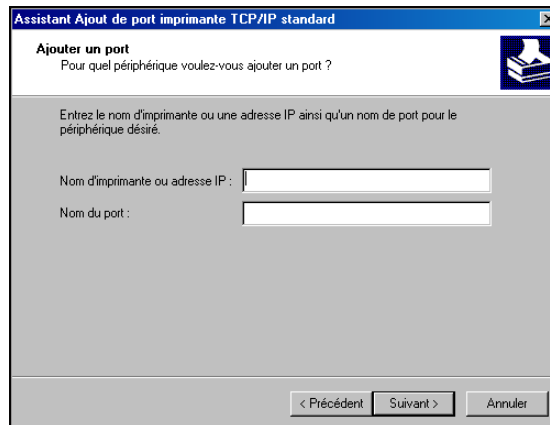 Assistant Ajout de port imprimante TCP/IP standard
Ajouter un port
Pour quel périphérique voulez-vous ajouter un port ?
Entrez le nom d'imprimante ou une adresse IP ainsi qu'un nom de port pour le
périphérique désiré.
Nom d'imprimante ou adresse IP :
Nom du port :
< Précédent Suivant > Annuler